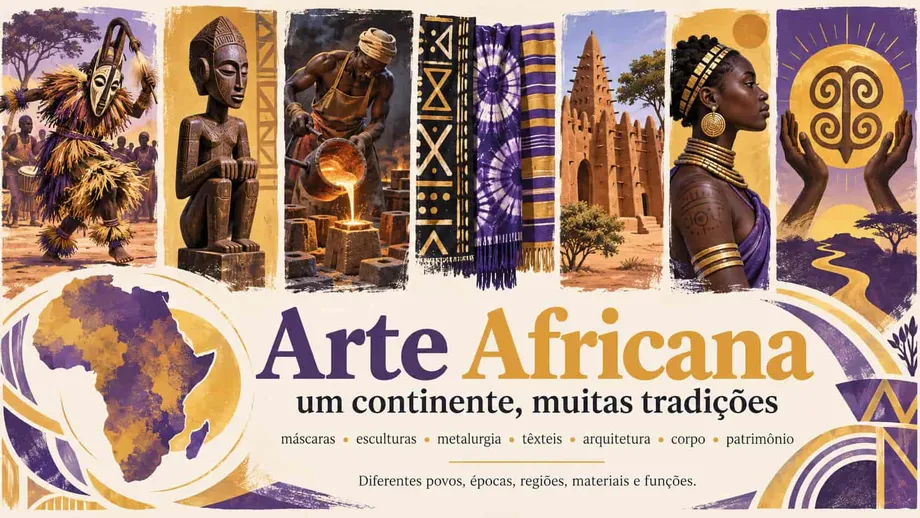 Arte Africana
um continente, muitas tradições
máscaras • esculturas • metalurgia • têxteis • arquitetura • corpo • patrimônio
Diferentes povos, épocas, regiões, materiais e funções.